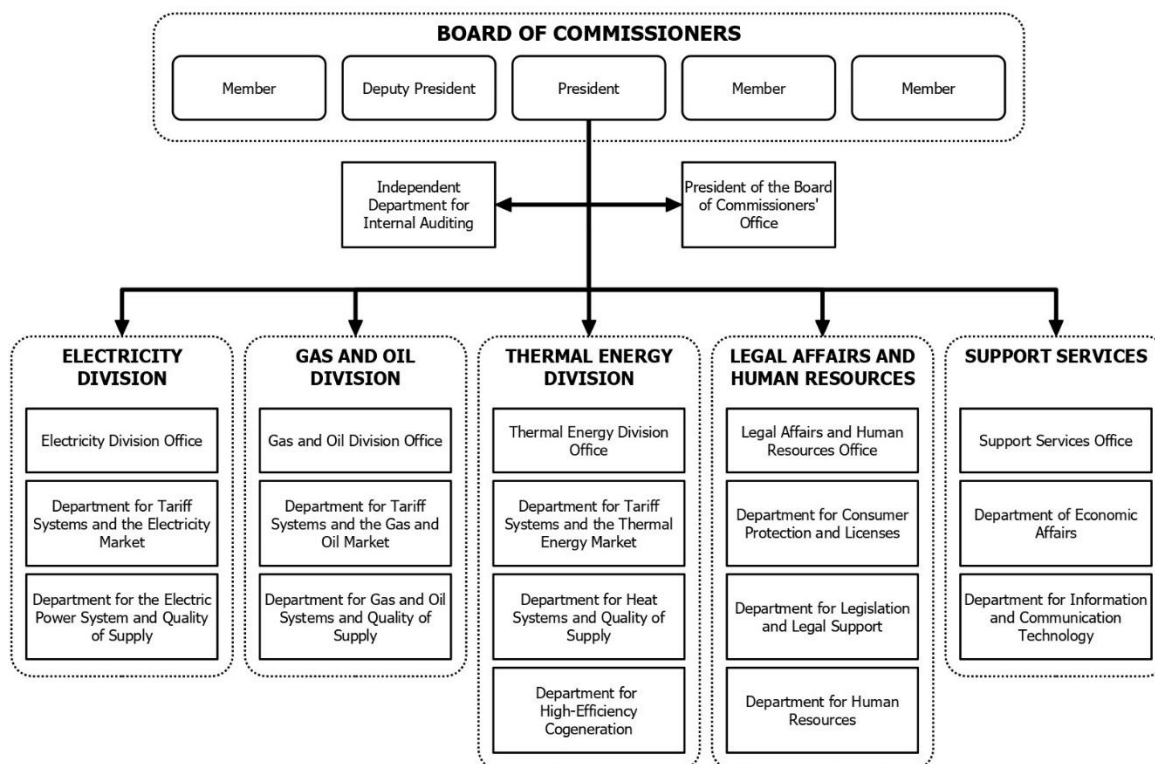 BOARD OF COMMISSIONERS
Member
Deputy President
President
Member
Member
Independent
Department for
Internal Auditing
President of the Board
of Commissioners'
Office
ELECTRICITY
DIVISION
Electricity Division Office
Department for Tariff
Systems and the Electricity
Market
Department for the Electric
Power System and Quality
of Supply
GAS AND OIL
DIVISION
Gas and Oil Division Office
Department for Tariff
Systems and the Gas and
Oil Market
Department for Gas and Oil
Systems and Quality of
Supply
THERMAL ENERGY
DIVISION
Thermal Energy Division
Office
Department for Tariff
Systems and the Thermal
Energy Market
Department for Heat
Systems and Quality of
Supply
Department for
High-Efficiency
Cogeneration
LEGAL AFFAIRS AND
HUMAN RESOURCES
Legal Affairs and Human
Resources Office
Department for Consumer
Protection and Licenses
Department for Legislation
and Legal Support
Department for Human
Resources
SUPPORT SERVICES
Support Services Office
Department of Economic
Affairs
Department for Information
and Communication
Technology